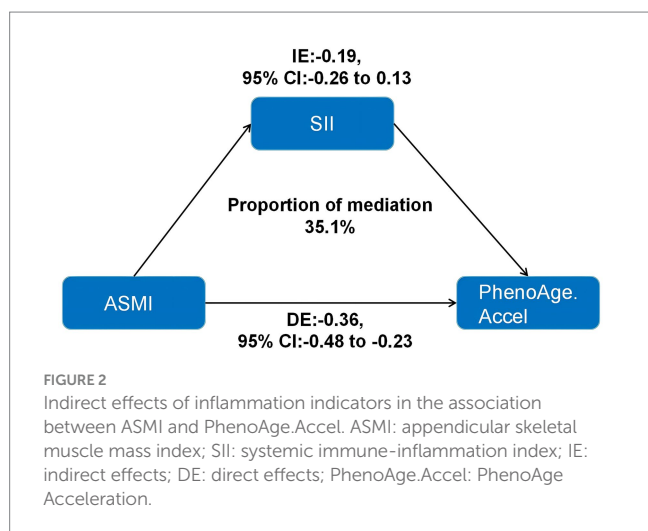 IE:-0.19,
95% CI:-0.26 to 0.13
SII
Proportion of mediation
35.1%
ASMI
PhenoAge.
Accel
DE:-0.36,
95% CI:-0.48 to -0.23
FIGURE 2
Indirect effects of inflammation indicators in the association
between ASMI and PhenoAge.Accel. ASMI: appendicular skeletal
muscle mass index; SII: systemic immune-inflammation index; IE:
indirect effects; DE: direct effects; PhenoAge.Accel: PhenoAge
Acceleration.